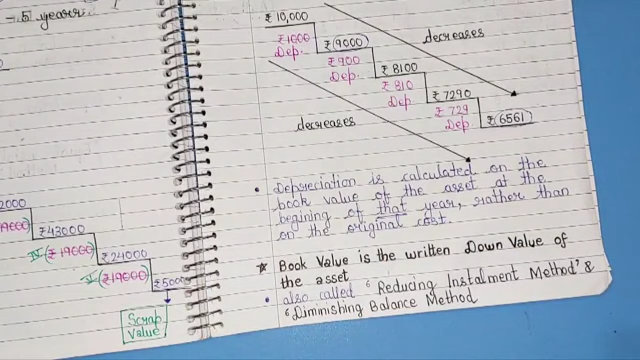 - 5 years
₹ 10,000
₹ 1000
Dep.
₹(9000)
₹ 900
Dep.
₹ 8100
₹ 810
Dep
₹ 7290
₹ 729
Dep.
₹(6561)
decreases
decreases
2000
19000)
₹ 43000
IV (₹ 19000)
₹ 24000
V (₹ 19000)
₹ 5000
Scrap
Value
• Depreciation is calculated on the
book value of the asset at the
begining of that year, rather than
on the original cost.
* Book Value is the written Down Value of
the asset
• also called "Reducing Instalment Method" &
"Diminishing Balance Method